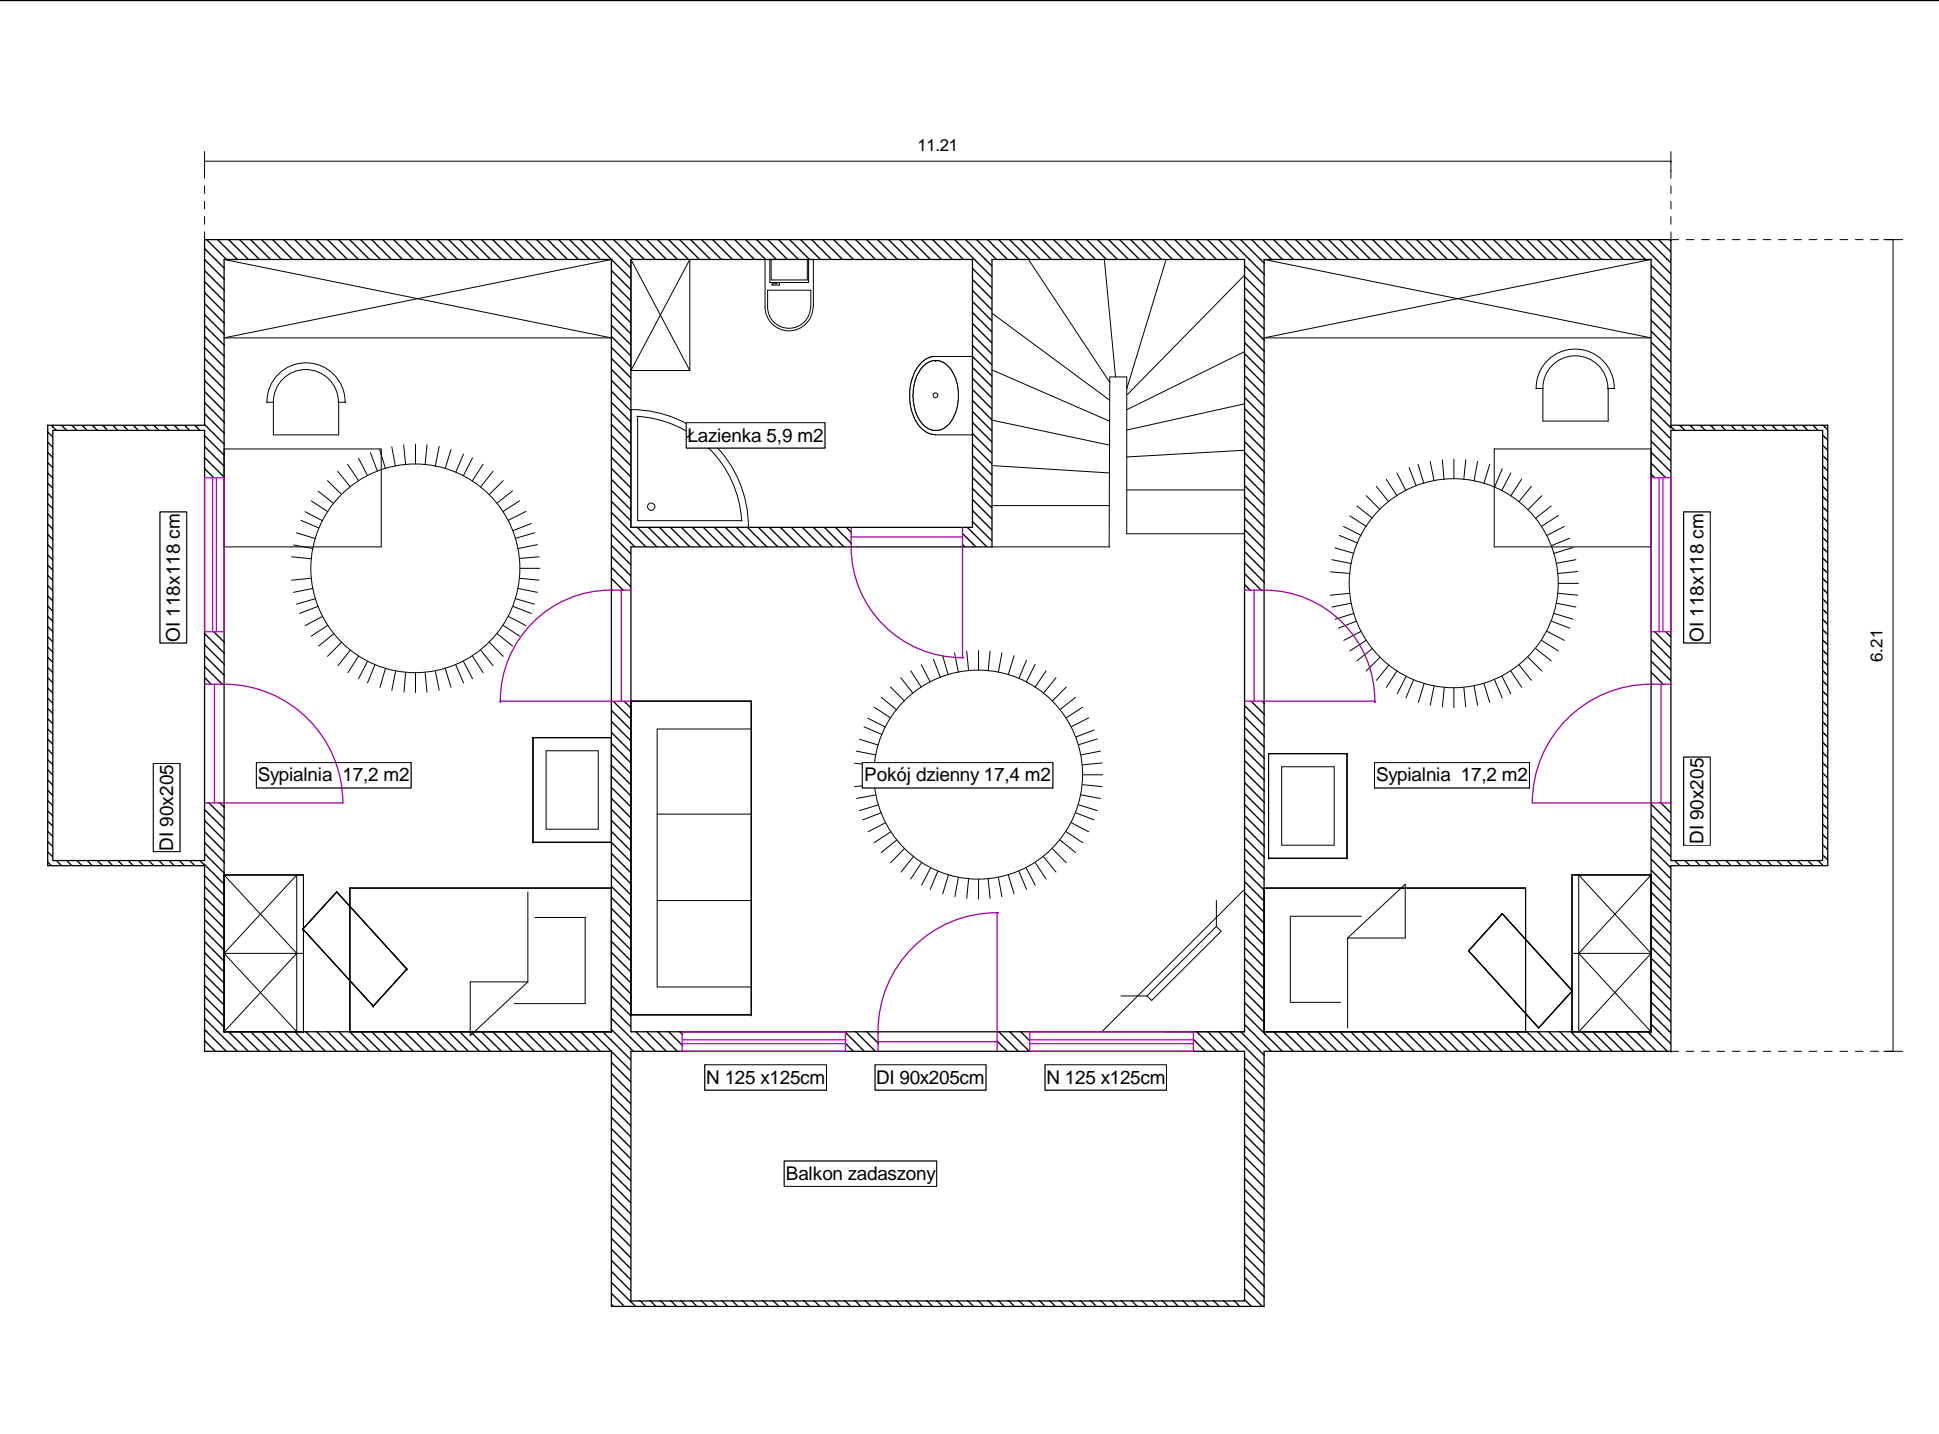 11.21
Łazienka 5,9 m2
OI 118x118 cm
OI 118x118 cm
6.21
DI 90x205
Sypialnia  17,2 m2
Pokój dzienny 17,4 m2
Sypialnia  17,2 m2
DI 90x205
N 125 x125cm
DI 90x205cm
N 125 x125cm
Balkon zadaszony